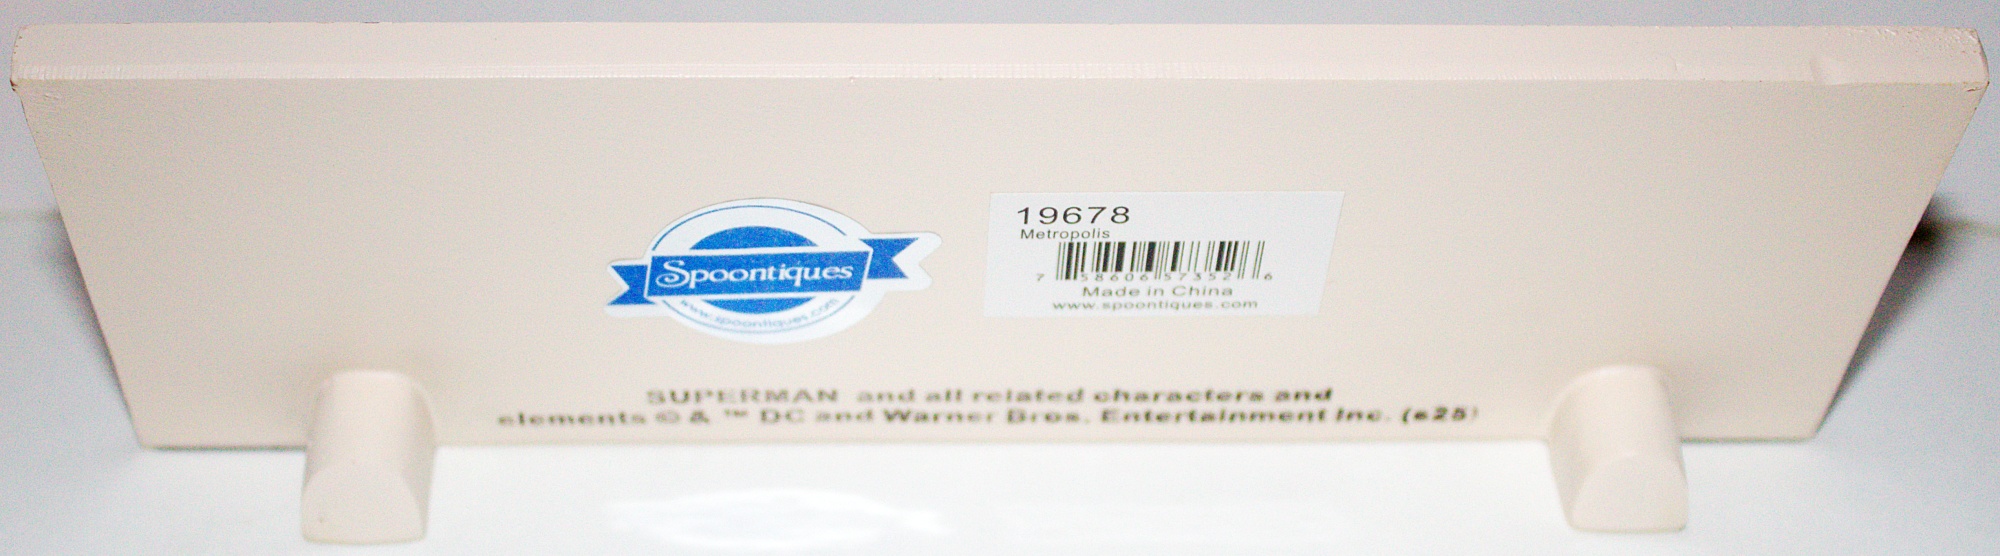 Spoontiques
www.spoontiques.com
19678
Metropolis
7 58606 57352 6
Made in China
www.spoontiques.com
SUPERMAN and all related characters and
elements © & ™ DC and Warner Bros. Entertainment Inc. (s25)